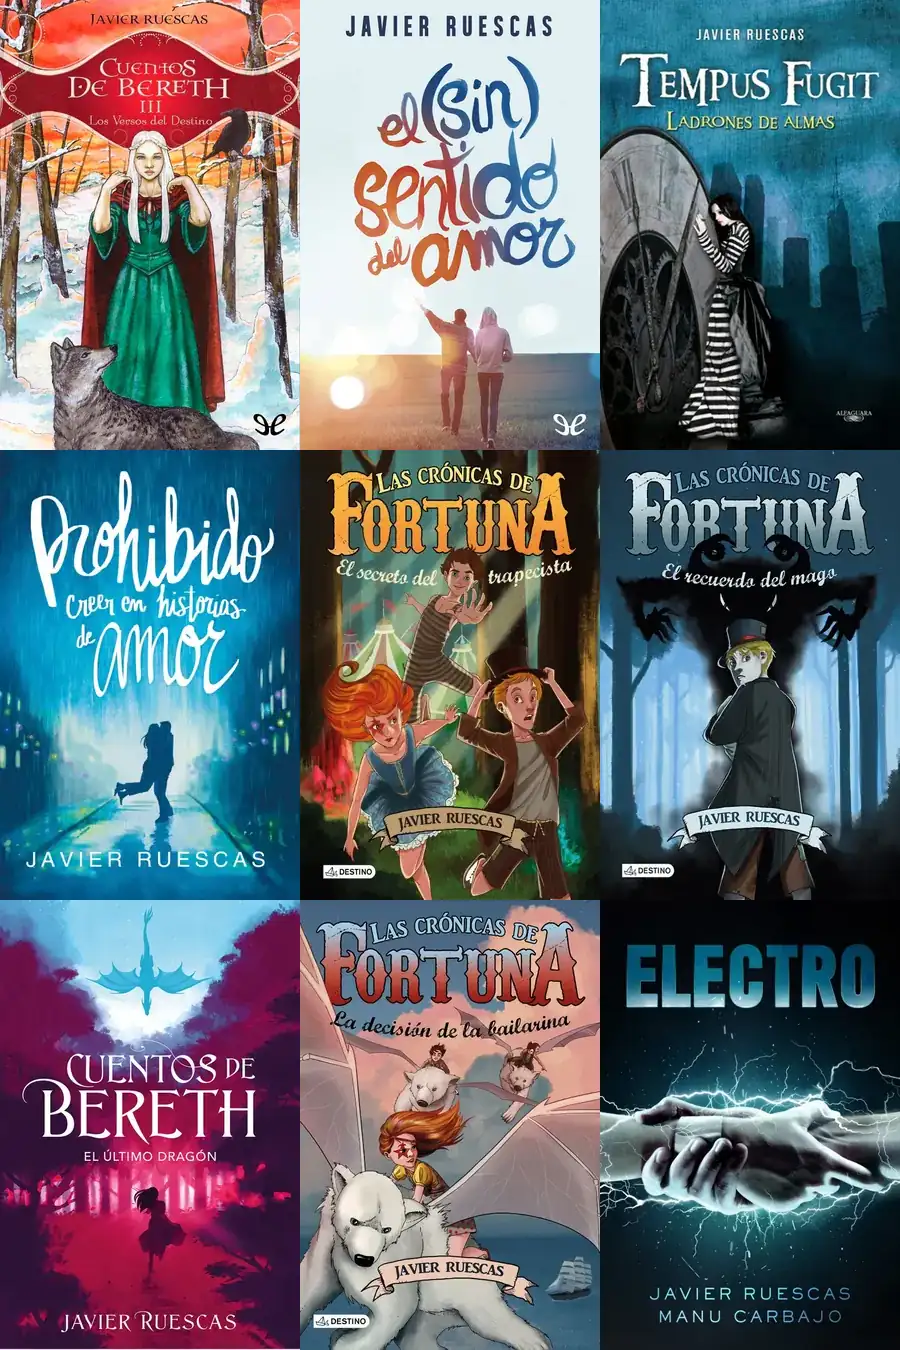 JAVIER RUESCAS
CUENTOS
DE BERETH
III
Los Versos del Destino
JAVIER RUESCAS
el (sin)
sentido
del amor
JAVIER RUESCAS
TEMPUS FUGIT
LADRONES DE ALMAS
ALFAGUARA
Prohibido
creer en historias
de amor
JAVIER RUESCAS
LAS CRÓNICAS DE
FORTUNA
El secreto del trapecista
JAVIER RUESCAS
DESTINO
LAS CRÓNICAS DE
FORTUNA
El recuerdo del mago
JAVIER RUESCAS
DESTINO
CUENTOS DE
BERETH
EL ÚLTIMO DRAGÓN
JAVIER RUESCAS
LAS CRÓNICAS DE
FORTUNA
La decisión de la bailarina
JAVIER RUESCAS
DESTINO
ELECTRO
JAVIER RUESCAS
MANU CARBAJO